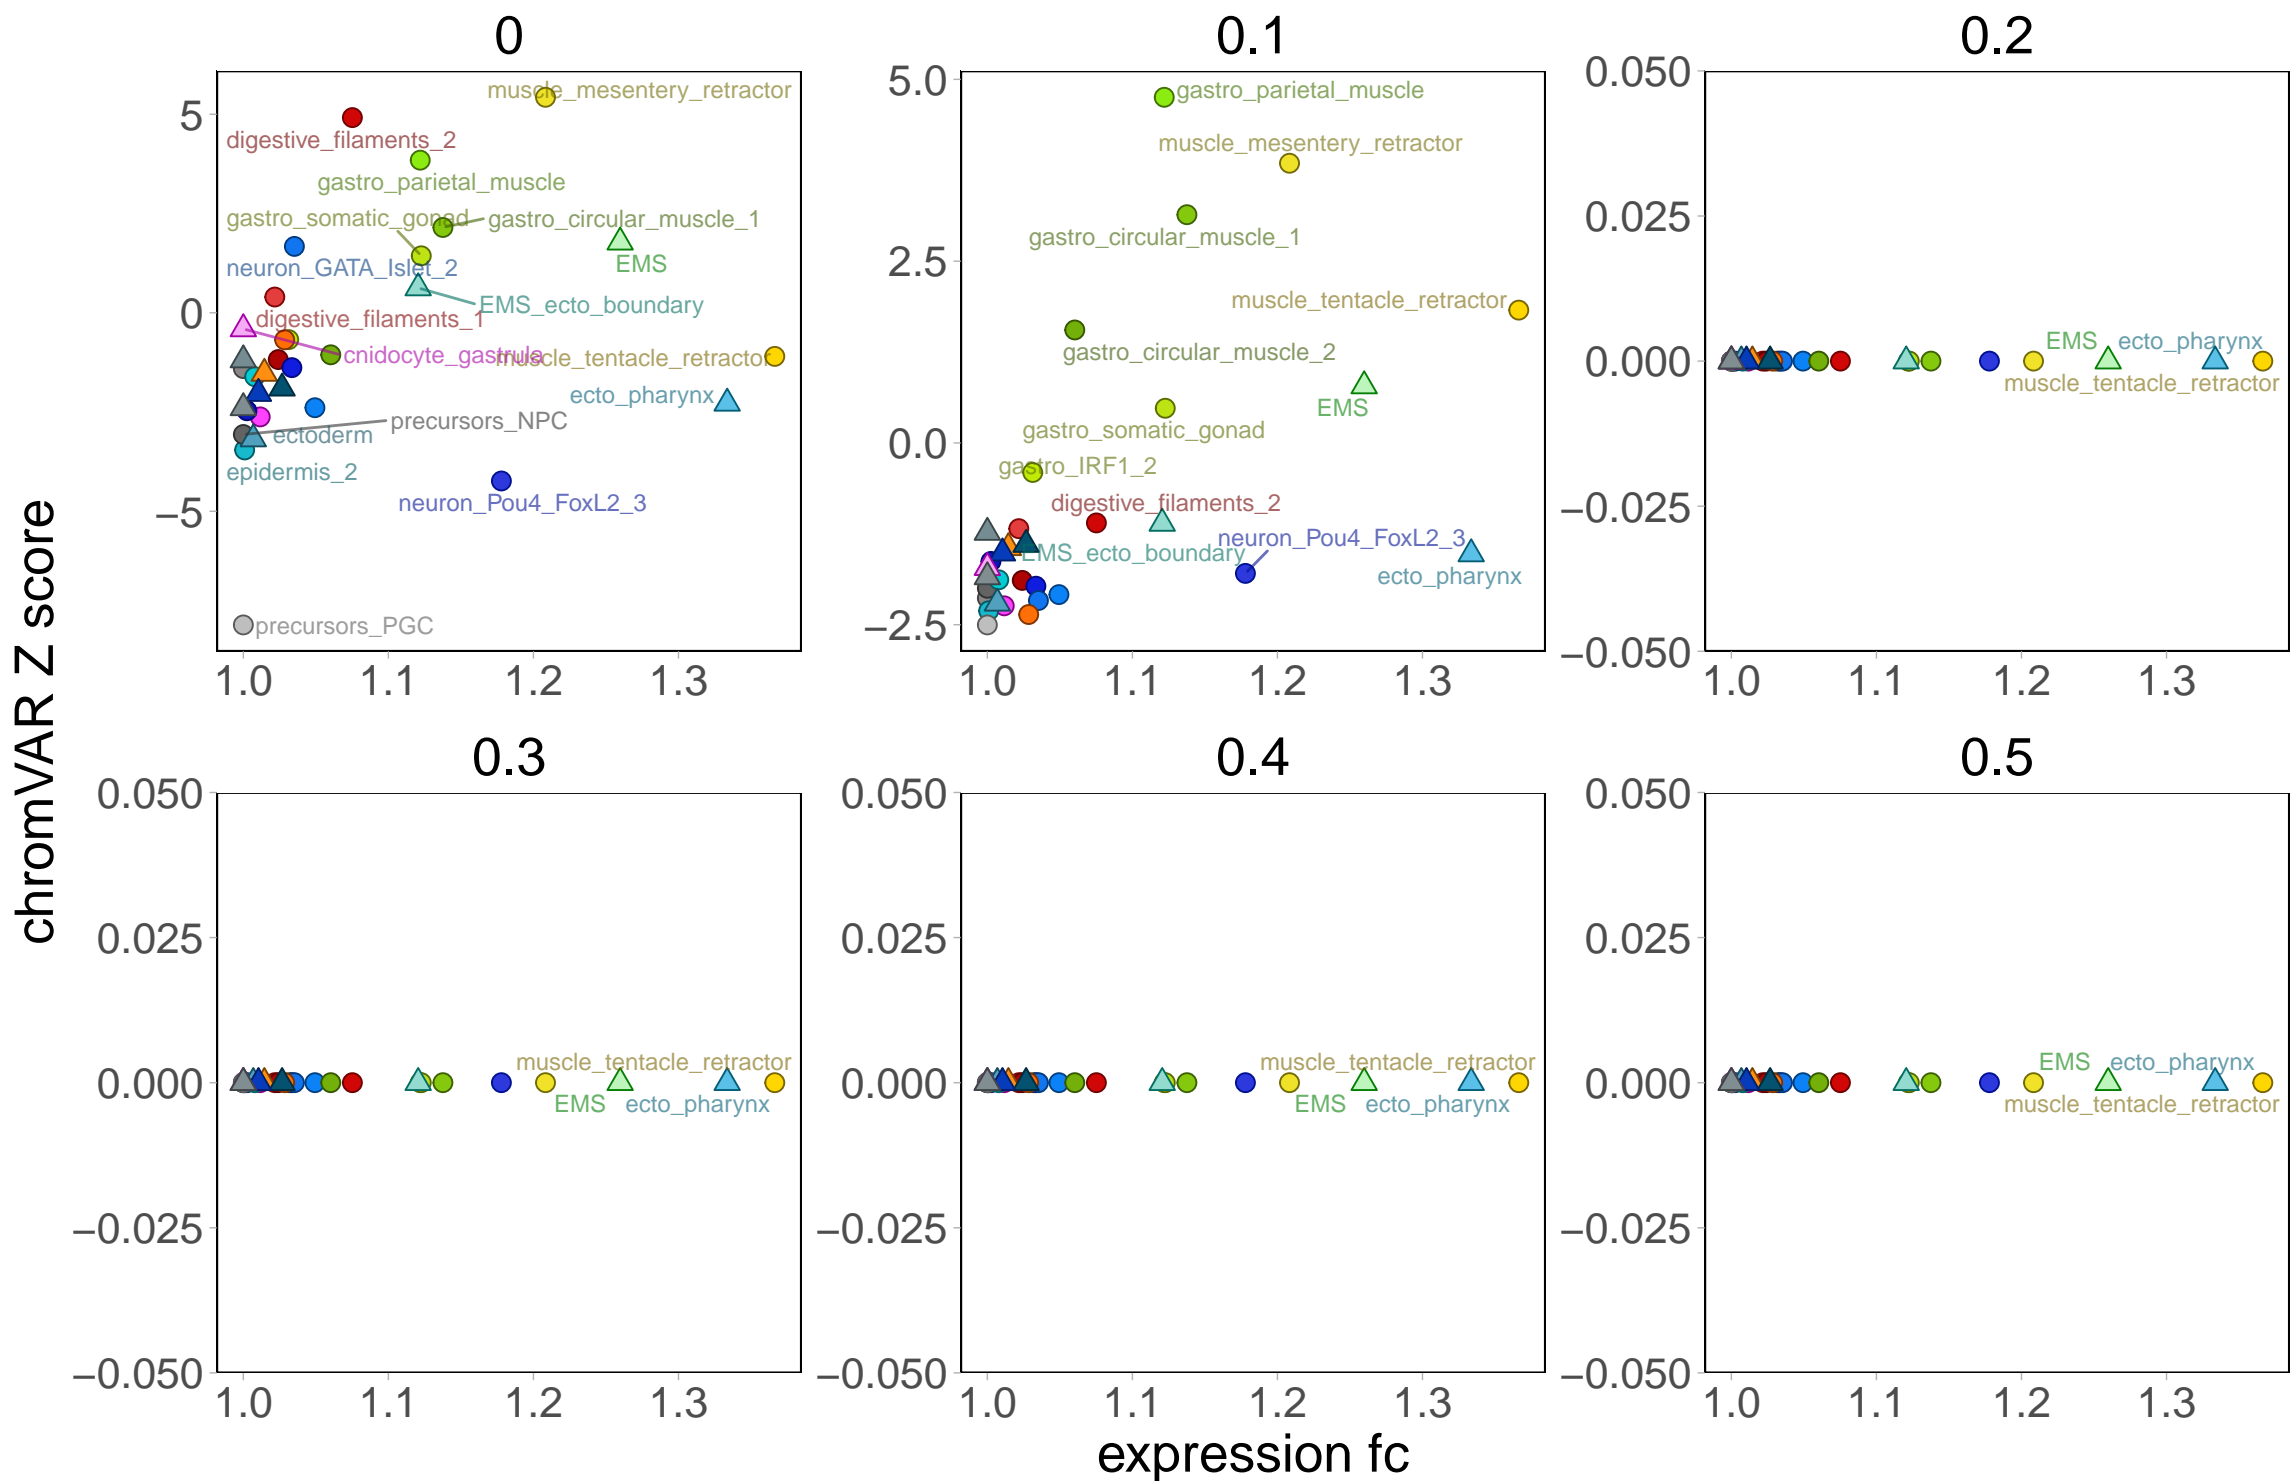 0
0.1
0.2
chromVAR Z score
5
0
−5
muscle_mesentery_retractor
digestive_filaments_2
gastro_parietal_muscle
gastro_somatic_gonad
gastro_circular_muscle_1
neuron_GATA_Islet_2
EMS
EMS_ecto_boundary
digestive_filaments_1
cnidocyte_gastrula
muscle_tentacle_retractor
ecto_pharynx
precursors_NPC
ectoderm
epidermis_2
neuron_Pou4_FoxL2_3
precursors_PGC
1.0 1.1 1.2 1.3
5.0
2.5
0.0
−2.5
gastro_parietal_muscle
muscle_mesentery_retractor
gastro_circular_muscle_1
muscle_tentacle_retractor
gastro_circular_muscle_2
EMS
gastro_somatic_gonad
gastro_IRF1_2
digestive_filaments_2
neuron_Pou4_FoxL2_3
EMS_ecto_boundary
ecto_pharynx
1.0 1.1 1.2 1.3
0.050
0.025
0.000
−0.025
−0.050
EMS ecto_pharynx
muscle_tentacle_retractor
1.0 1.1 1.2 1.3
0.3
0.4
0.5
0.050
0.025
0.000
−0.025
−0.050
muscle_tentacle_retractor
EMS ecto_pharynx
1.0 1.1 1.2 1.3
0.050
0.025
0.000
−0.025
−0.050
muscle_tentacle_retractor
EMS ecto_pharynx
1.0 1.1 1.2 1.3
0.050
0.025
0.000
−0.025
−0.050
EMS ecto_pharynx
muscle_tentacle_retractor
1.0 1.1 1.2 1.3
expression fc